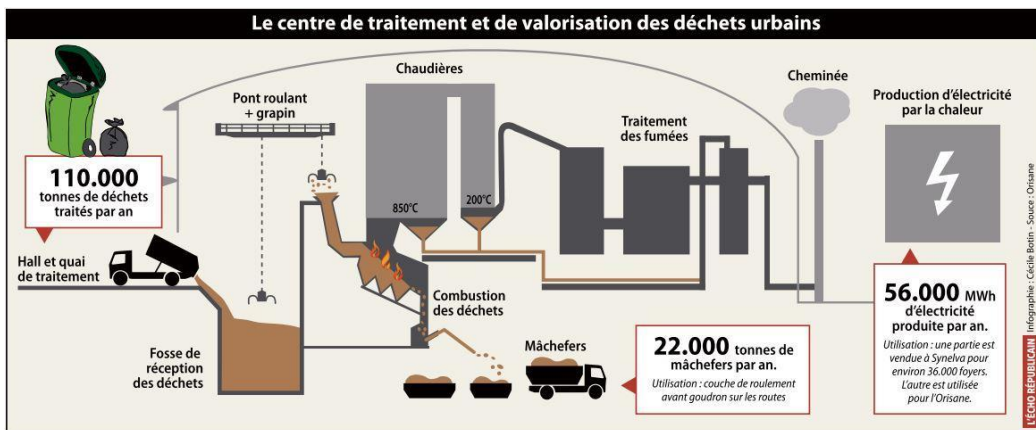 Le centre de traitement et de valorisation des déchets urbains
110.000
tonnes de déchets
traités par an
Hall et quai
de traitement
Pont roulant
+ grapin
Fosse de
réception
des déchets
Chaudières
850°C
200°C
Combustion
des déchets
Mâchefers
22.000 tonnes de
mâchefers par an.
Utilisation : couche de roulement
avant goudron sur les routes
Traitement
des fumées
Cheminée
Production d'électricité
par la chaleur
56.000 MWh
d'électricité
produite par an.
Utilisation : une partie est
vendue à Synelva pour
environ 36.000 foyers.
L'autre est utilisée
pour l'Orisane.
L'ÉCHO RÉPUBLICAIN Infographie : Cécile Botin - Souce : Orisane